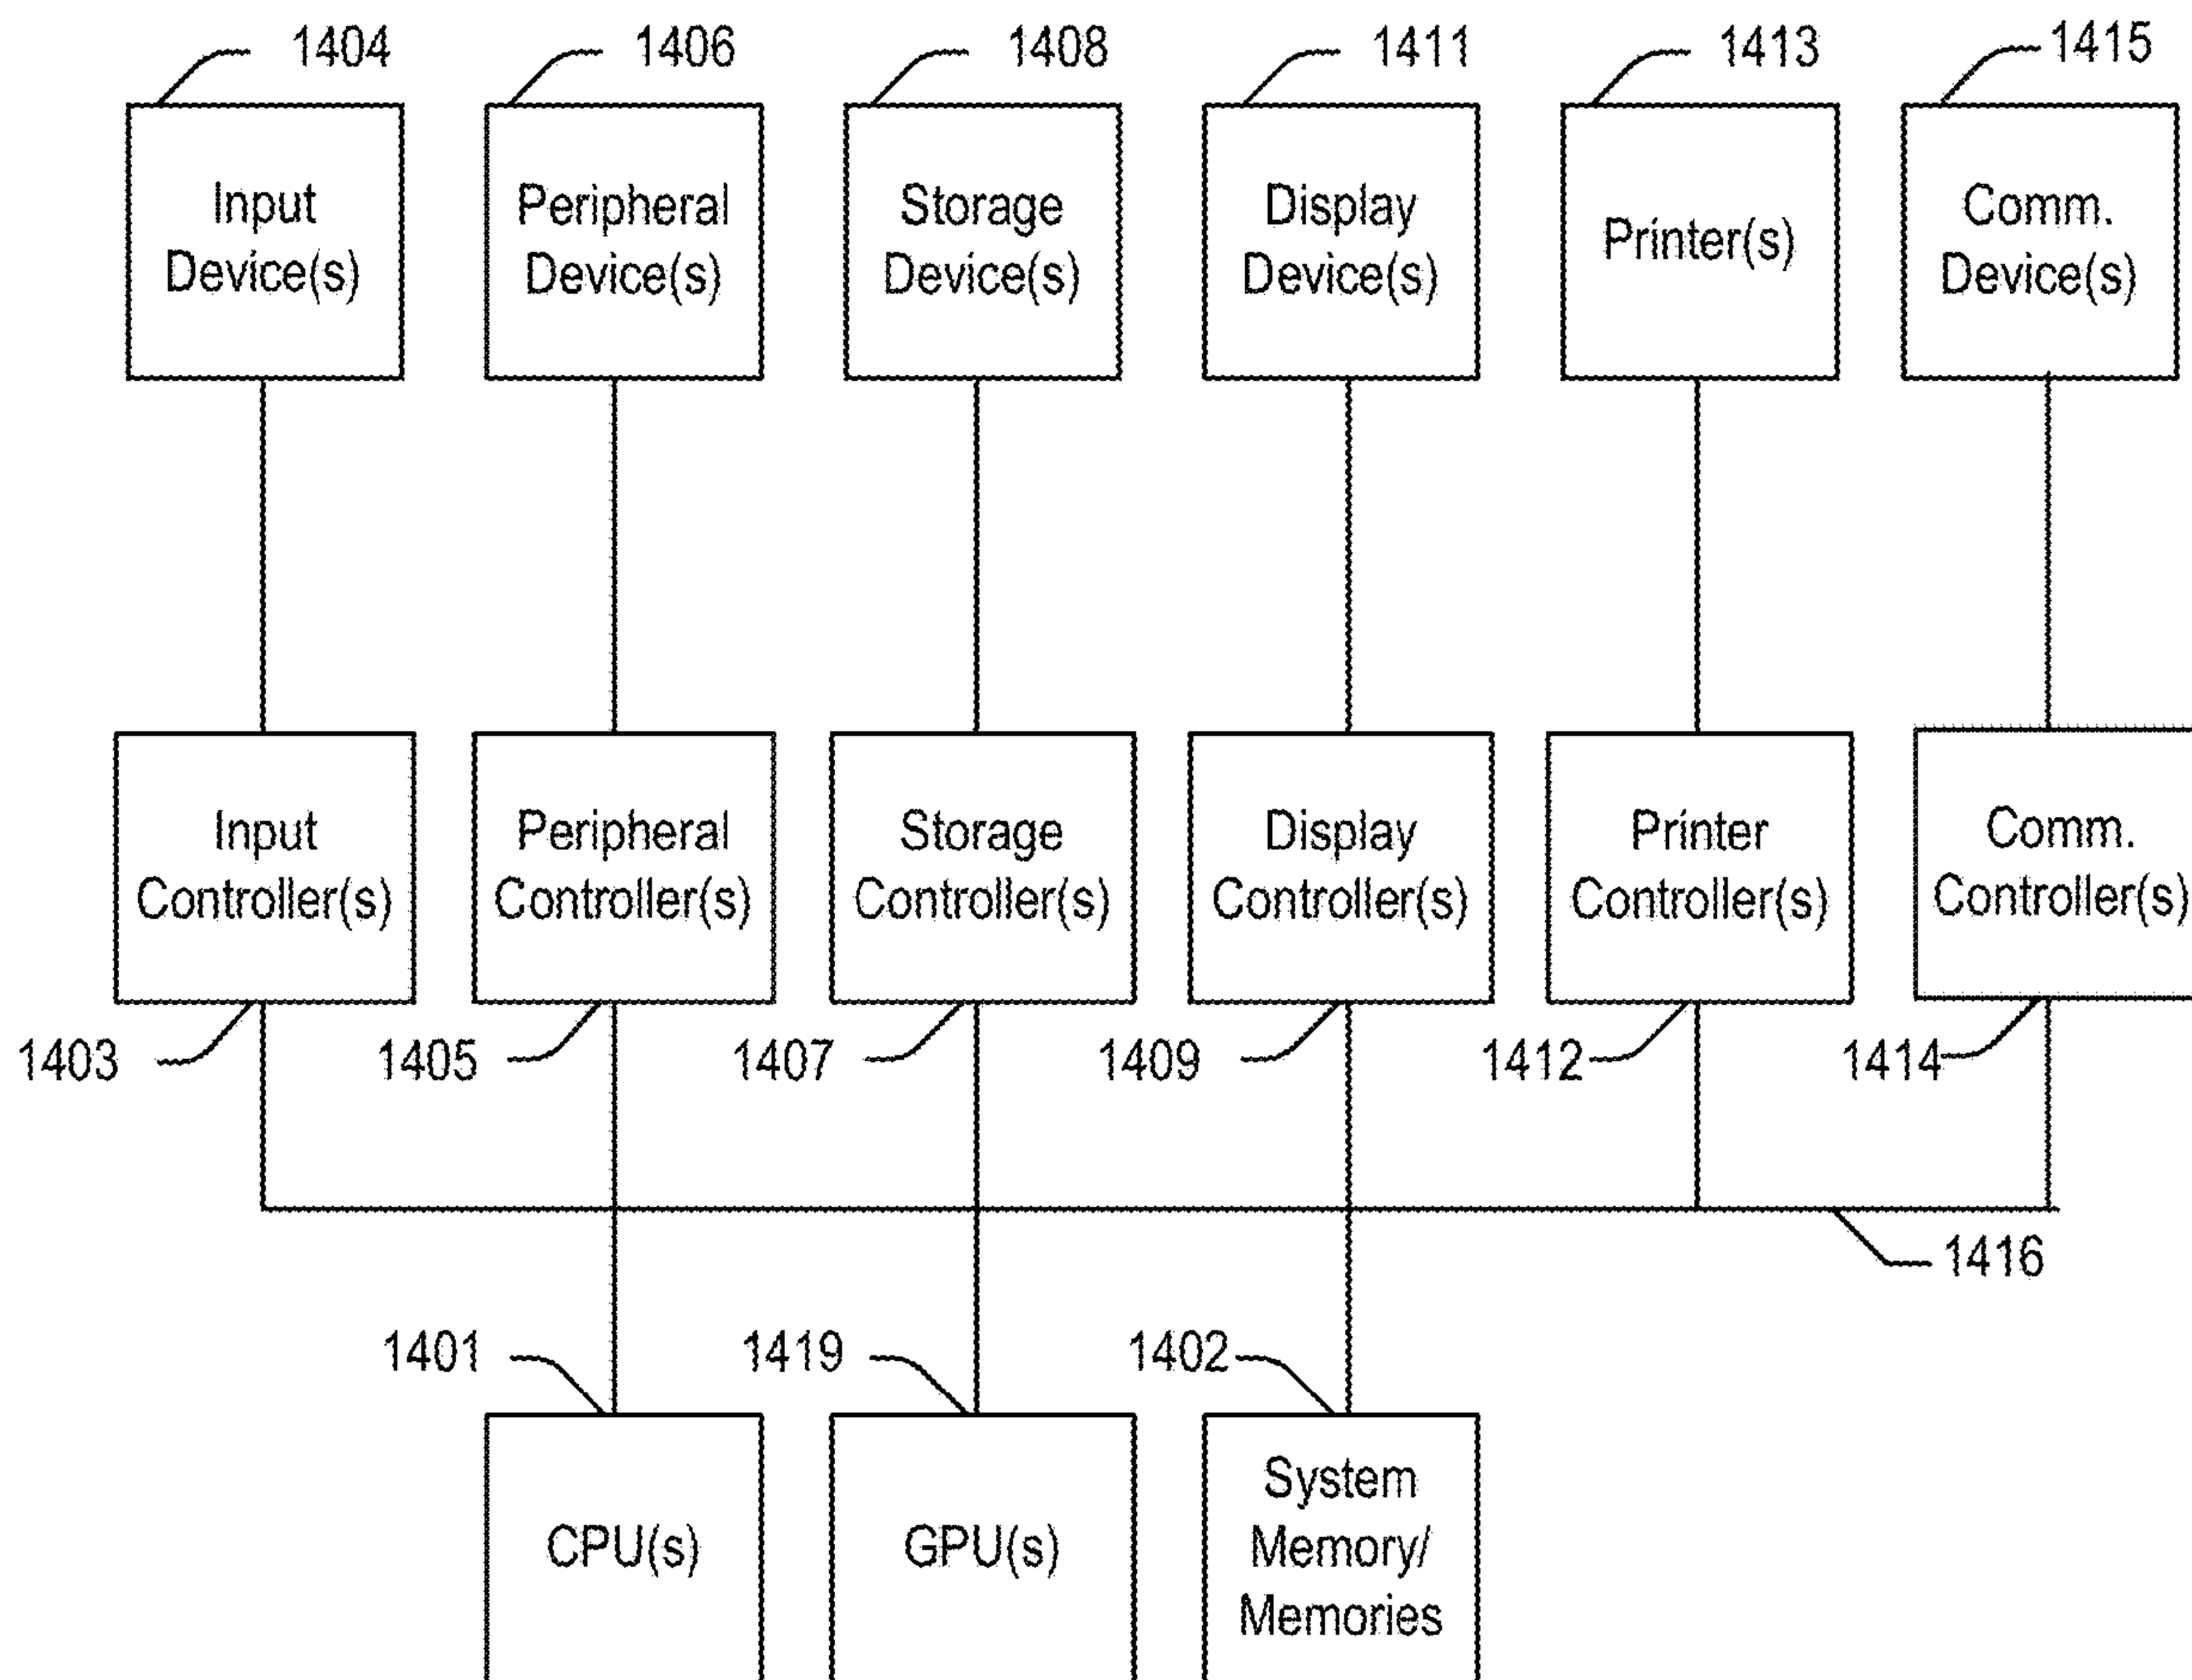 1404
1406
1408
1411
1413
1415
Input
Device(s)
Peripheral
Device(s)
Storage
Device(s)
Display
Device(s)
Printer(s)
Comm.
Device(s)
Input
Controller(s)
Peripheral
Controller(s)
Storage
Controller(s)
Display
Controller(s)
Printer
Controller(s)
Comm.
Controller(s)
1403
1405
1407
1409
1412
1414
1416
1401
1419
1402
CPU(s)
GPU(s)
System
Memory/
Memories